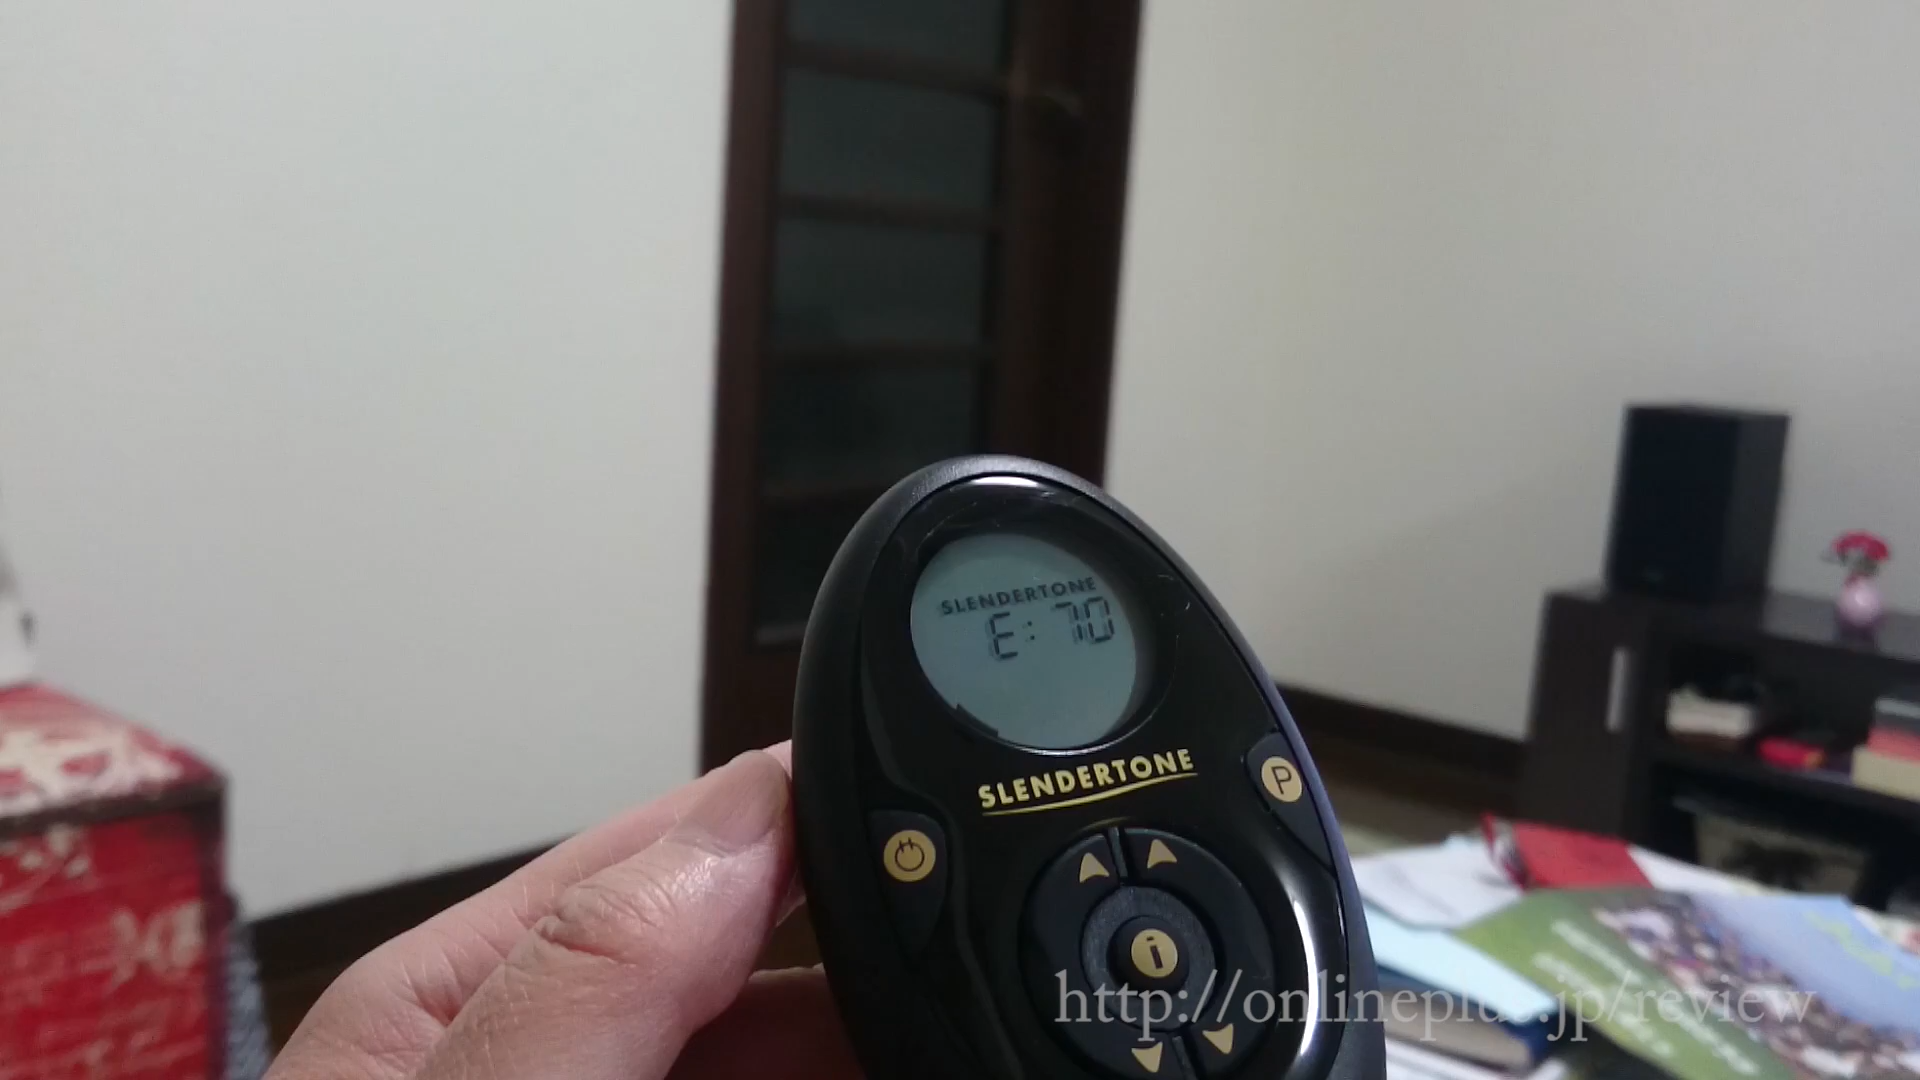 SLENDERTONE
E: 70
SLENDERTONE
P
i
http://onlineplus.jp/review